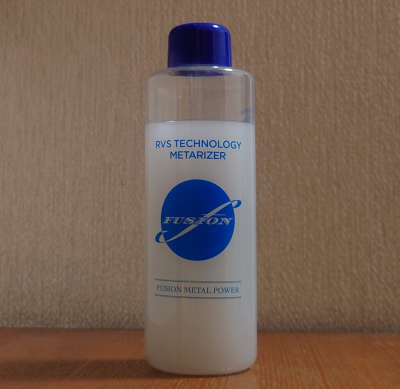 RVS TECHNOLOGY
METARIZER
FUSION
FUSION METAL POWER